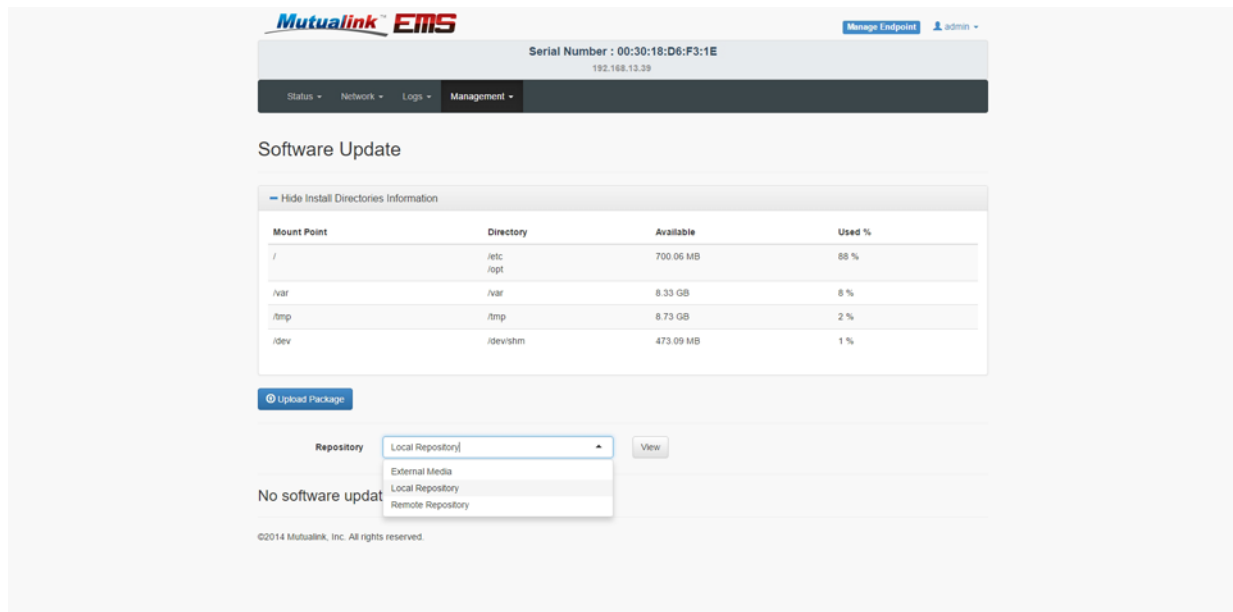 Mutualink™ EMS
Manage Endpoint admin
Serial Number : 00:30:18:D6:F3:1E
192.168.13.39
Status Network Logs Management
Software Update
Hide Install Directories Information
Mount Point Directory Available Used %
/ /etc 700.06 MB 88 %
/opt
/var /var 8.33 GB 8 %
/tmp /tmp 8.73 GB 2 %
/dev /dev/shm 473.09 MB 1 %
Upload Package
Repository Local Repository View
External Media
Local Repository
Remote Repository
No software updat
©2014 Mutualink, Inc. All rights reserved.